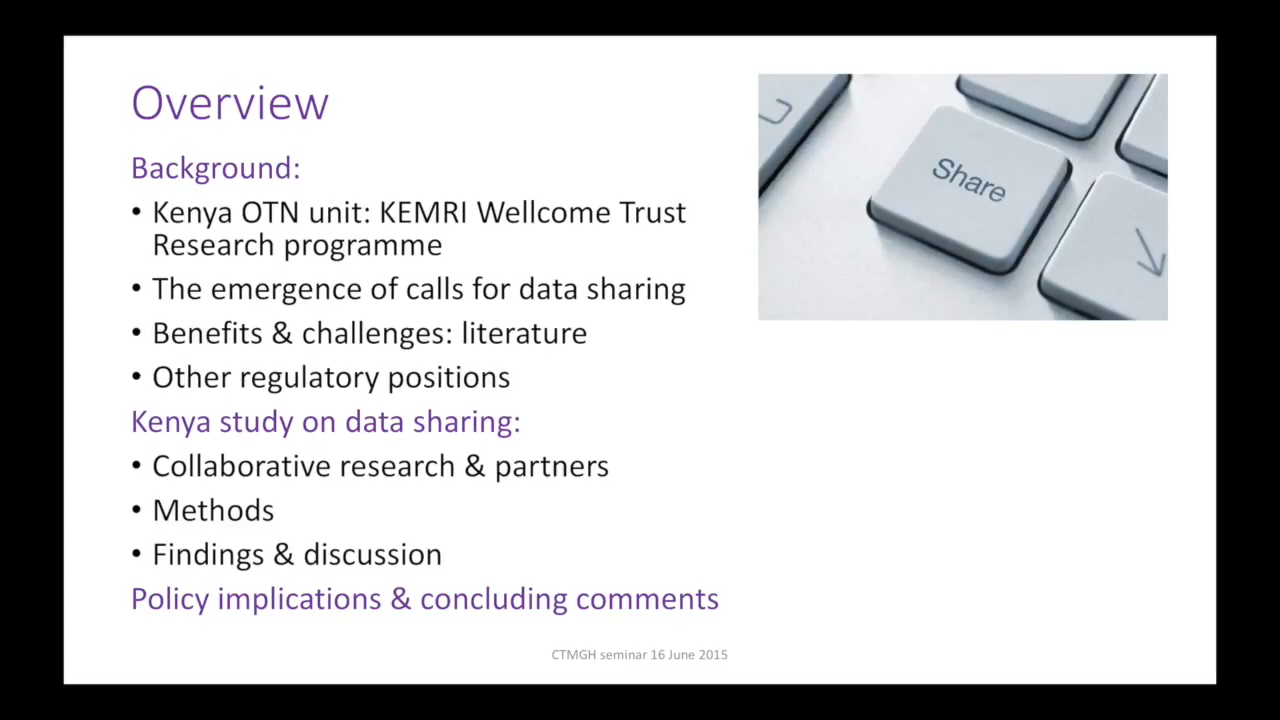 Overview
Background:
• Kenya OTN unit: KEMRI Wellcome Trust
Research programme
• The emergence of calls for data sharing
• Benefits & challenges: literature
• Other regulatory positions
Kenya study on data sharing:
• Collaborative research & partners
• Methods
• Findings & discussion
Policy implications & concluding comments
Share
CTMGH seminar 16 June 2015